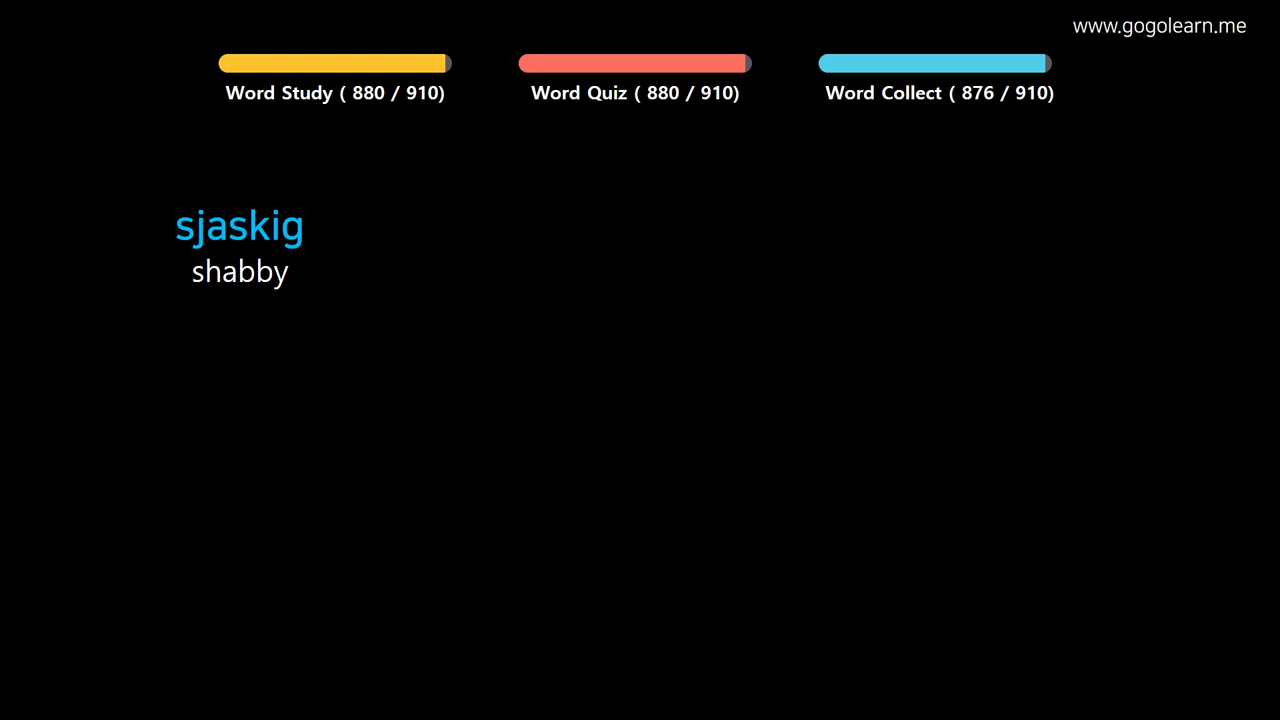 www.gogolearn.me
Word Study ( 880 / 910)
Word Quiz ( 880 / 910)
Word Collect ( 876 / 910)
sjaskig
shabby